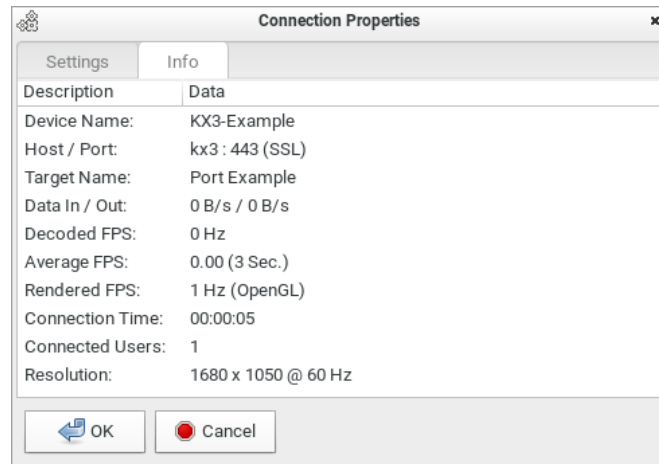 Connection Properties
Settings Info
Description Data
Device Name: KX3-Example
Host / Port: kx3 : 443 (SSL)
Target Name: Port Example
Data In / Out: 0 B/s / 0 B/s
Decoded FPS: 0 Hz
Average FPS: 0.00 (3 Sec.)
Rendered FPS: 1 Hz (OpenGL)
Connection Time: 00:00:05
Connected Users: 1
Resolution: 1680 x 1050 @ 60 Hz
OK Cancel